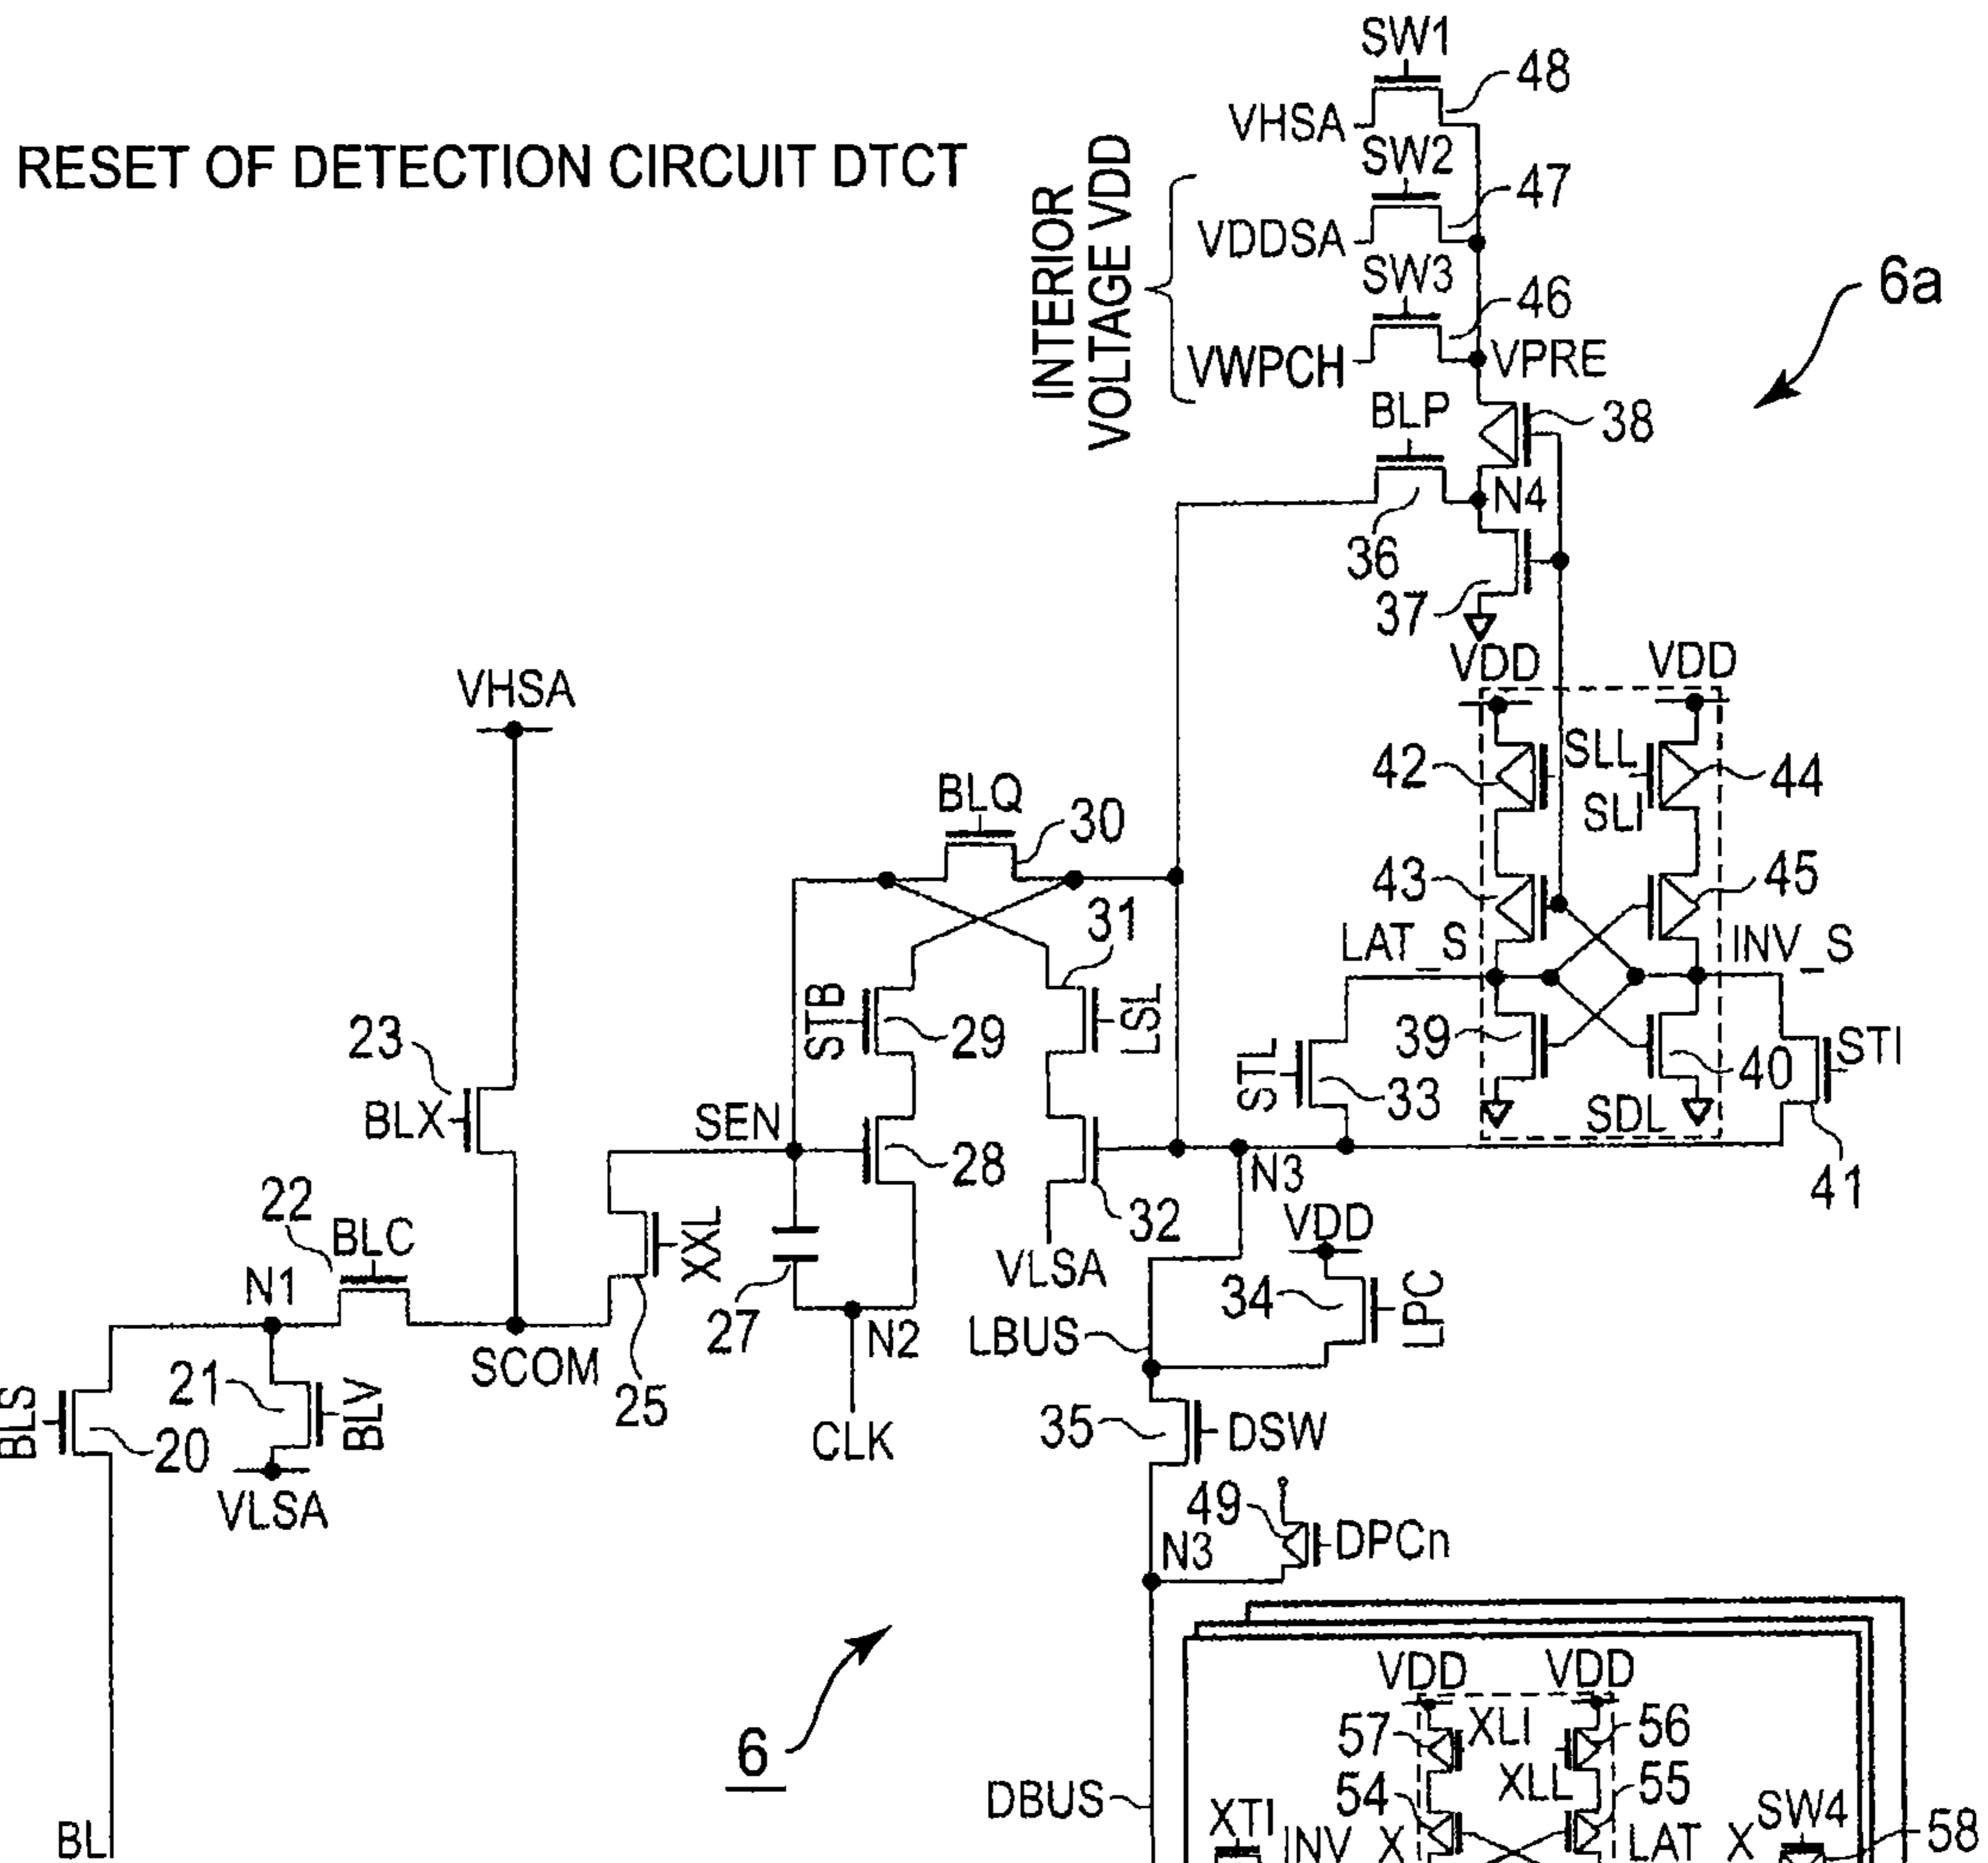 SW1
48
VHSA
RESET OF DETECTION CIRCUIT DTCT
SW2
47
INTERIOR
VOLTAGE VDD
VDDSA
SW3
46
6a
VWPCH
VPRE
BLP
38
N4
36
37
VDD
VDD
VHSA
42
SLL
SLI
44
BLQ
30
43
45
31
LAT_S
INV_S
STB
29
LSL
39
40
STI
23
BLX
STL
33
SDL
SEN
28
N3
41
32
22
BLC
XXL
VLSA
VDD
N1
27
34
LPC
N2
LBUS
SCOM
25
21
BLV
BLS
20
CLK
35
DSW
VLSA
49
N3
DPCn
VDD
VDD
57
XLI
56
6
XLL
DBUS
54
55
XTI
SW4
BL
INV_X
LAT_X
58